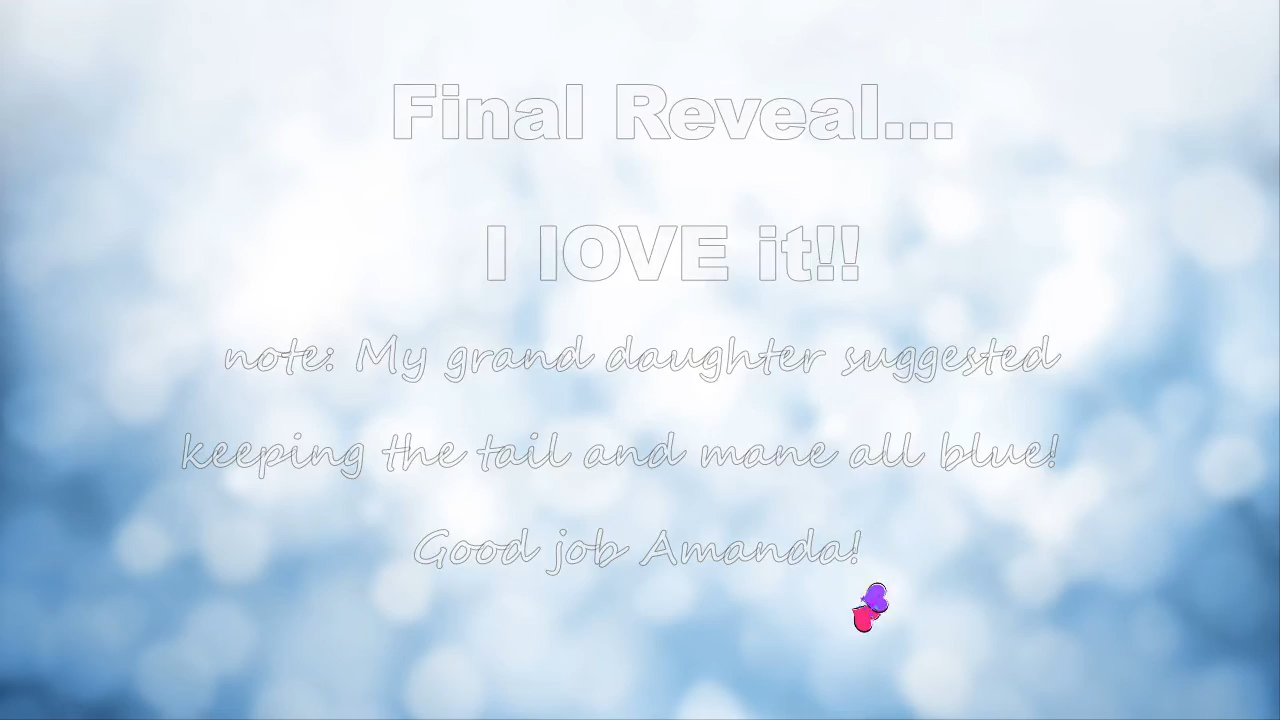 Final Reveal...
I lOVE it!!
note: My grand daughter suggested
keeping the tail and mane all blue!
Good job Amanda!